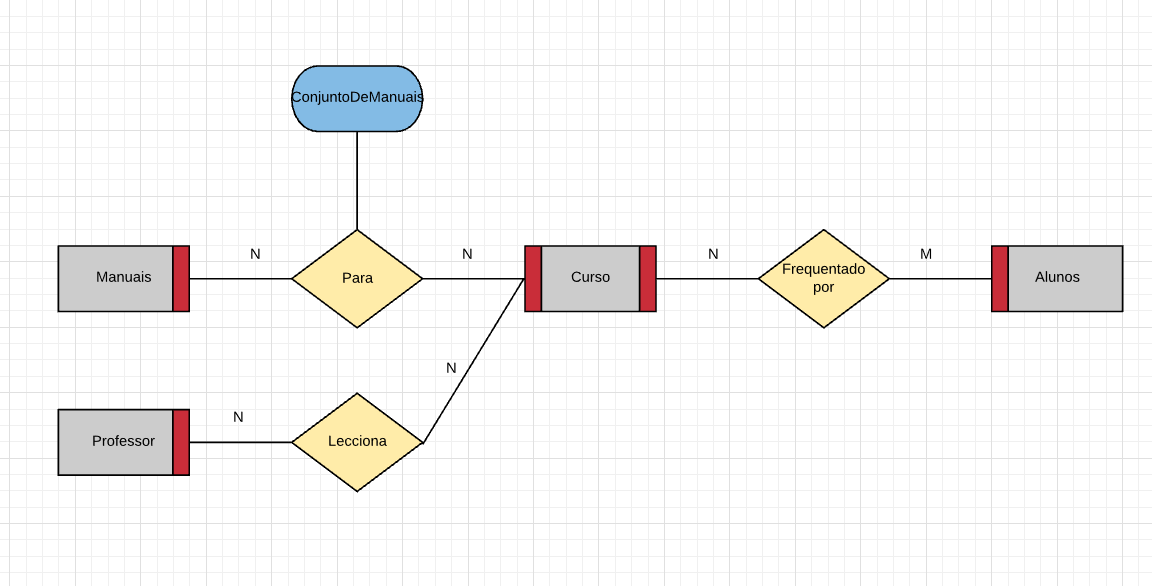 ConjuntoDeManuais
N
N
N
M
Manuais
Para
Curso
Frequentado
por
Alunos
N
N
Professor
Lecciona